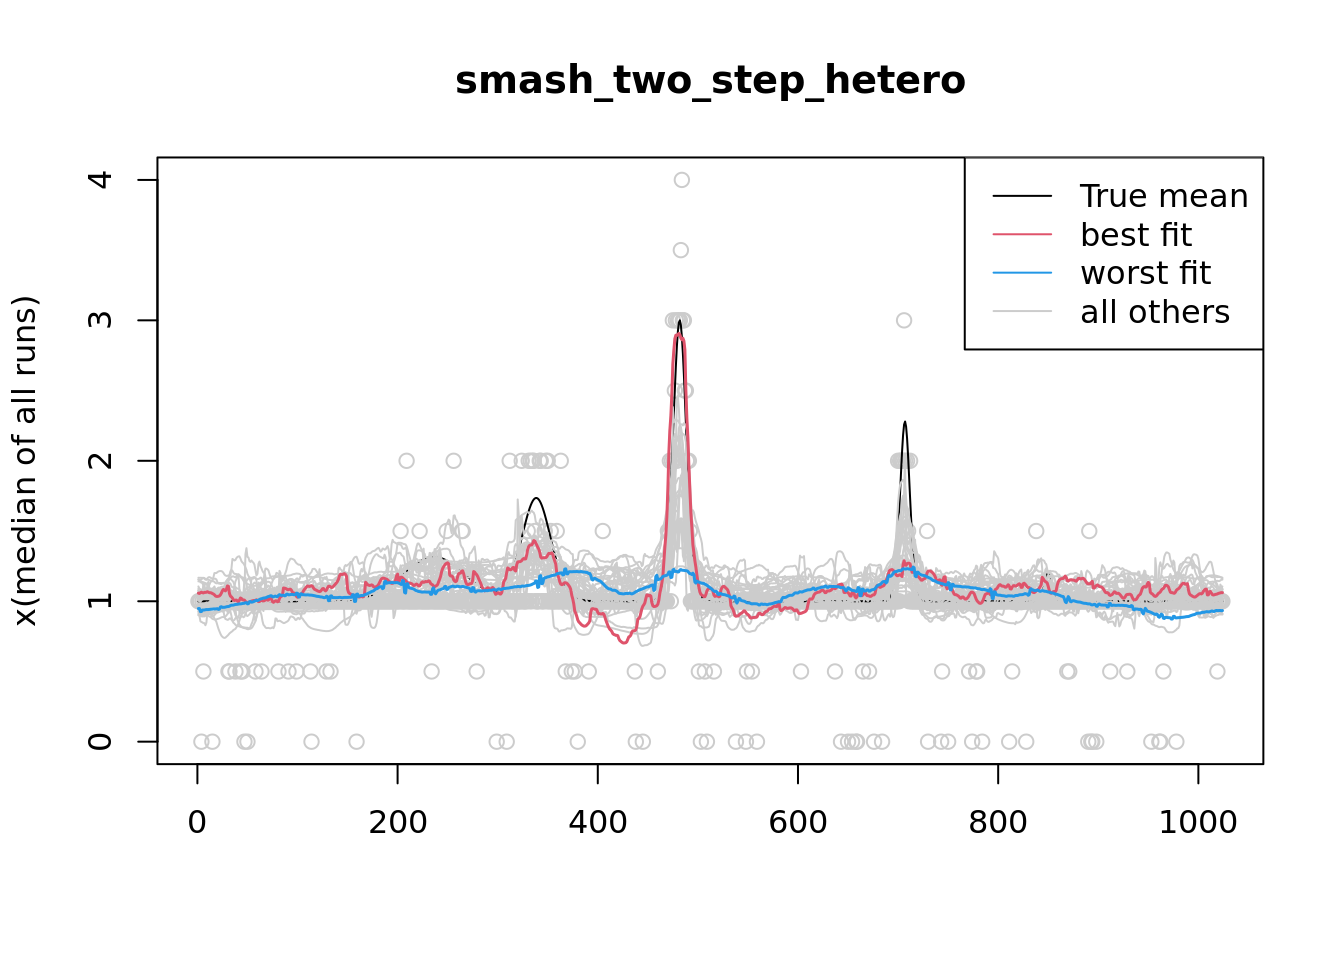 smash_two_step_hetero
x(median of all runs)
4
3
2
1
0
True mean
best fit
worst fit
all others
0 200 400 600 800 1000